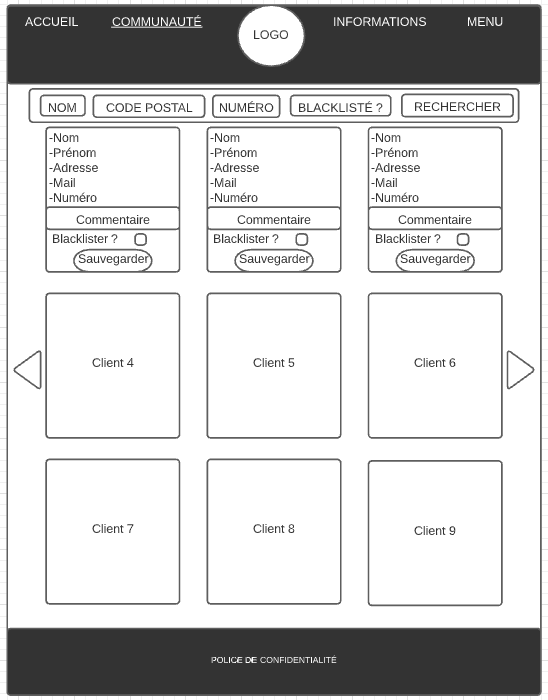 ACCUEIL COMMUNAUTÉ LOGO INFORMATIONS MENU
NOM CODE POSTAL NUMÉRO BLACKLISTÉ ? RECHERCHER
-Nom
-Prénom
-Adresse
-Mail
-Numéro
Commentaire
Blacklister ?
Sauvegarder
-Nom
-Prénom
-Adresse
-Mail
-Numéro
Commentaire
Blacklister ?
Sauvegarder
-Nom
-Prénom
-Adresse
-Mail
-Numéro
Commentaire
Blacklister ?
Sauvegarder
Client 4 Client 5 Client 6
Client 7 Client 8 Client 9
POLICE DE CONFIDENTIALITÉ